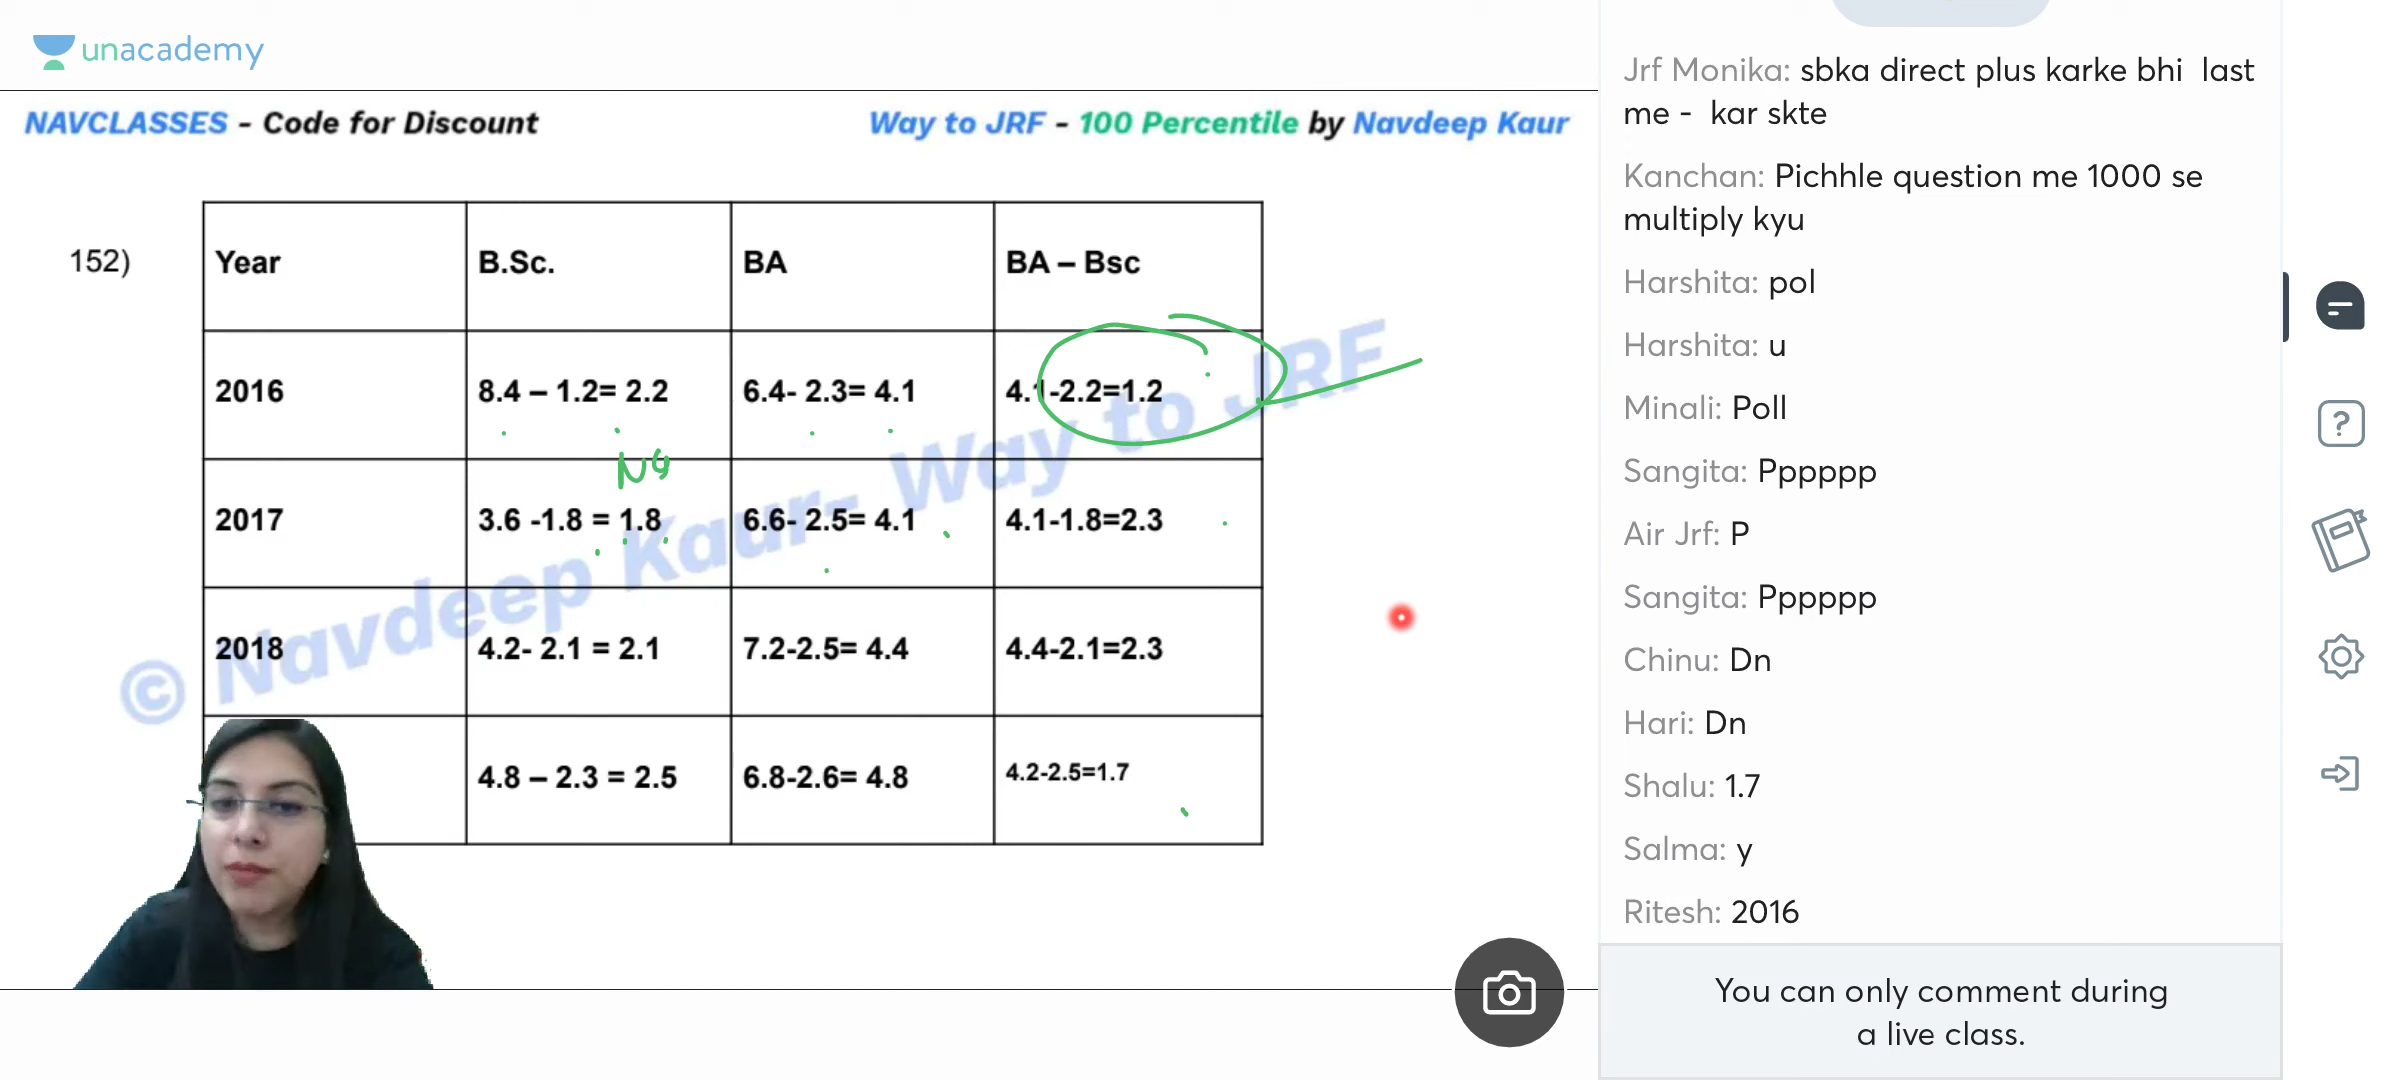 unacademy
NAVCLASSES - Code for Discount
Way to JRF - 100 Percentile by Navdeep Kaur
152)
Year B.Sc. BA BA – Bsc
2016 8.4 – 1.2= 2.2 6.4- 2.3= 4.1 4.1-2.2=1.2
2017 3.6 -1.8 = 1.8 6.6- 2.5= 4.1 4.1-1.8=2.3
2018 4.2- 2.1 = 2.1 7.2-2.5= 4.4 4.4-2.1=2.3
4.8 – 2.3 = 2.5 6.8-2.6= 4.8 4.2-2.5=1.7
© Navdeep Kaur- Way to JRF
Jrf Monika: sbka direct plus karke bhi last
me - kar skte
Kanchan: Pichhle question me 1000 se
multiply kyu
Harshita: pol
Harshita: u
Minali: Poll
Sangita: Pppppp
Air Jrf: P
Sangita: Pppppp
Chinu: Dn
Hari: Dn
Shalu: 1.7
Salma: y
Ritesh: 2016
You can only comment during
a live class.